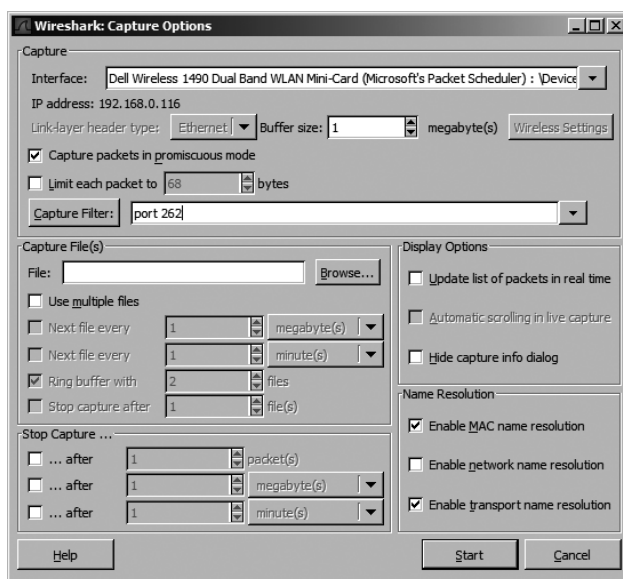 Wireshark: Capture Options
Capture
Interface: Dell Wireless 1490 Dual Band WLAN Mini-Card (Microsoft's Packet Scheduler) : \Device
IP address: 192.168.0.116
Link-layer header type: Ethernet Buffer size: 1 megabyte(s) Wireless Settings
Capture packets in promiscuous mode
Limit each packet to 68 bytes
Capture Filter: port 262
Capture File(s)
File: Browse...
Use multiple files
Next file every 1 megabyte(s)
Next file every 1 minute(s)
Ring buffer with 2 files
Stop capture after 1 file(s)
Stop Capture ...
... after 1 packet(s)
... after 1 megabyte(s)
... after 1 minute(s)
Display Options
Update list of packets in real time
Automatic scrolling in live capture
Hide capture info dialog
Name Resolution
Enable MAC name resolution
Enable network name resolution
Enable transport name resolution
Help Start Cancel